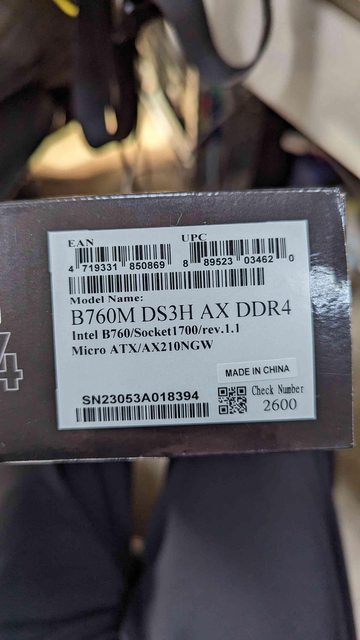 EAN UPC
4 719331 850869 8 89523 03462 0
Model Name:
B760M DS3H AX DDR4
Intel B760/Socket1700/rev.1.1
Micro ATX/AX210NGW
MADE IN CHINA
SN23053A018394
Check Number
2600